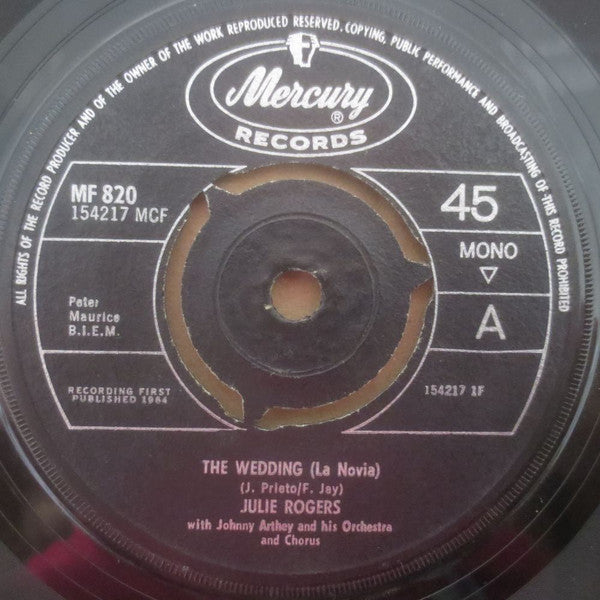 ALL RIGHTS OF THE RECORD PRODUCER AND OF THE OWNER OF THE WORK REPRODUCED RESERVED. COPYING, PUBLIC PERFORMANCE AND BROADCASTING OF THIS RECORD PROHIBITED
Mercury
®
RECORDS
MF 820
154217 MCF
45
MONO
A
Peter
Maurice
B.I.E.M.
RECORDING FIRST
PUBLISHED 1964
154217 1F
THE WEDDING (La Novia)
(J. Prieto/F. Jay)
JULIE ROGERS
with Johnny Arthey and his Orchestra
and Chorus